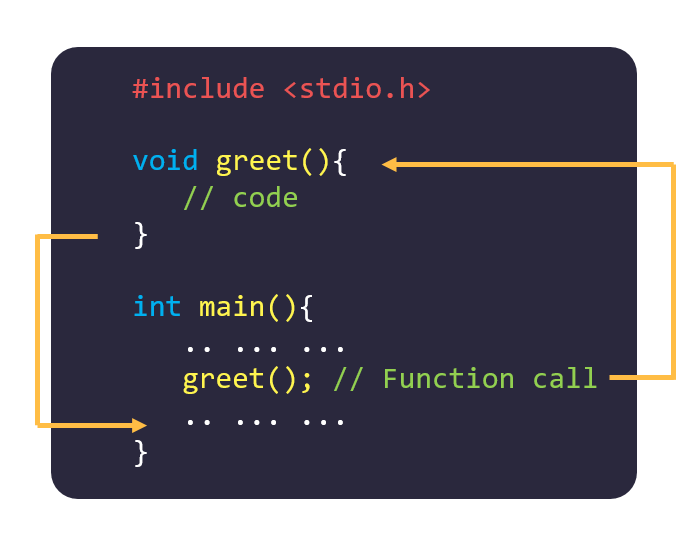 #include <stdio.h>
void greet(){
// code
}
int main(){
.. ... ...
greet(); // Function call
.. ... ...
}